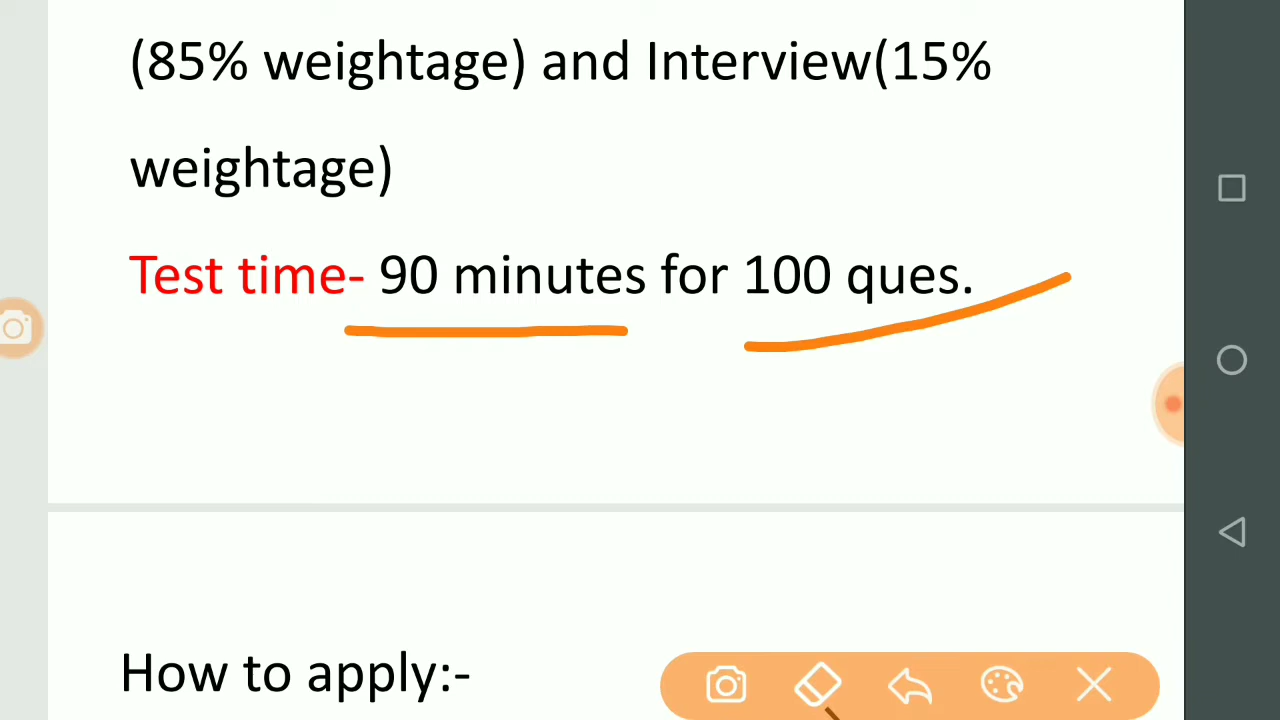 (85% weightage) and Interview(15%
weightage)
Test time- 90 minutes for 100 ques.
How to apply:-